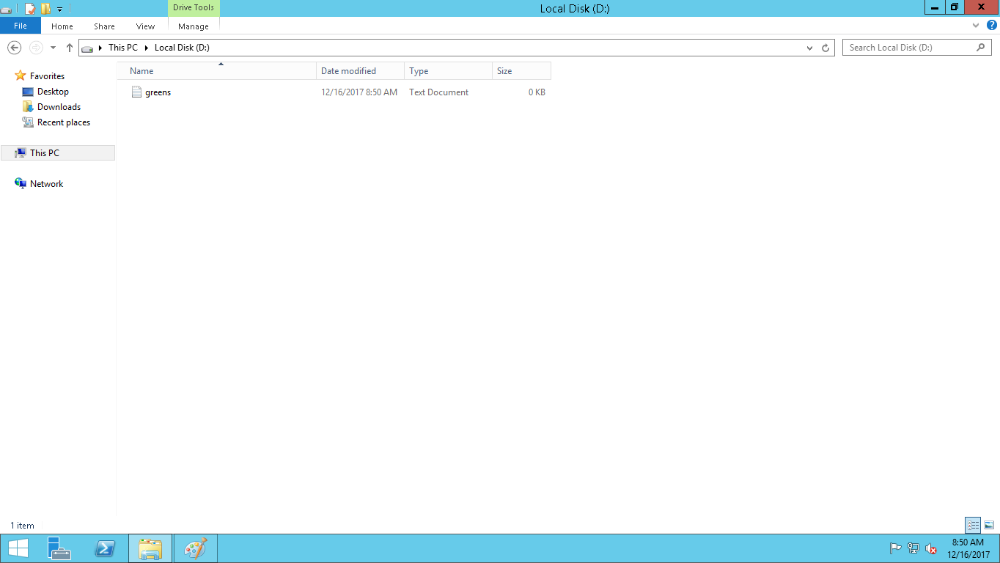 Drive Tools
Local Disk (D:)
File Home Share View Manage
This PC Local Disk (D:)
Search Local Disk (D:)
Name Date modified Type Size
greens 12/16/2017 8:50 AM Text Document 0 KB
Favorites
Desktop
Downloads
Recent places
This PC
Network
1 item
8:50 AM
12/16/2017